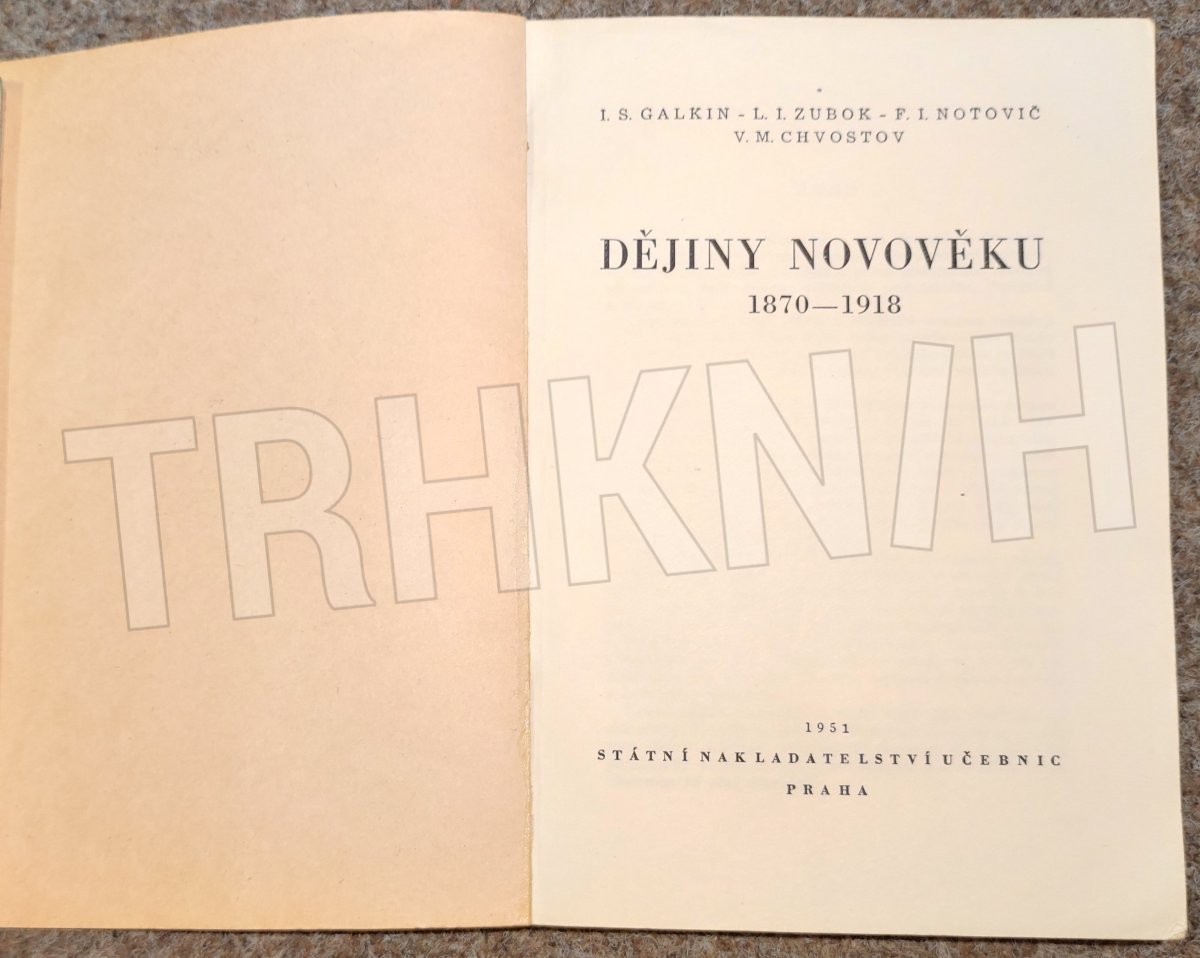 I. S. GALKIN - L. I. ZUBOK - F. I. NOTOVIČ
V. M. CHVOSTOV
DĚJINY NOVOVĚKU
1870—1918
TRHKNIH
1951
STÁTNÍ NAKLADATELSTVÍ UČEBNIC
PRAHA